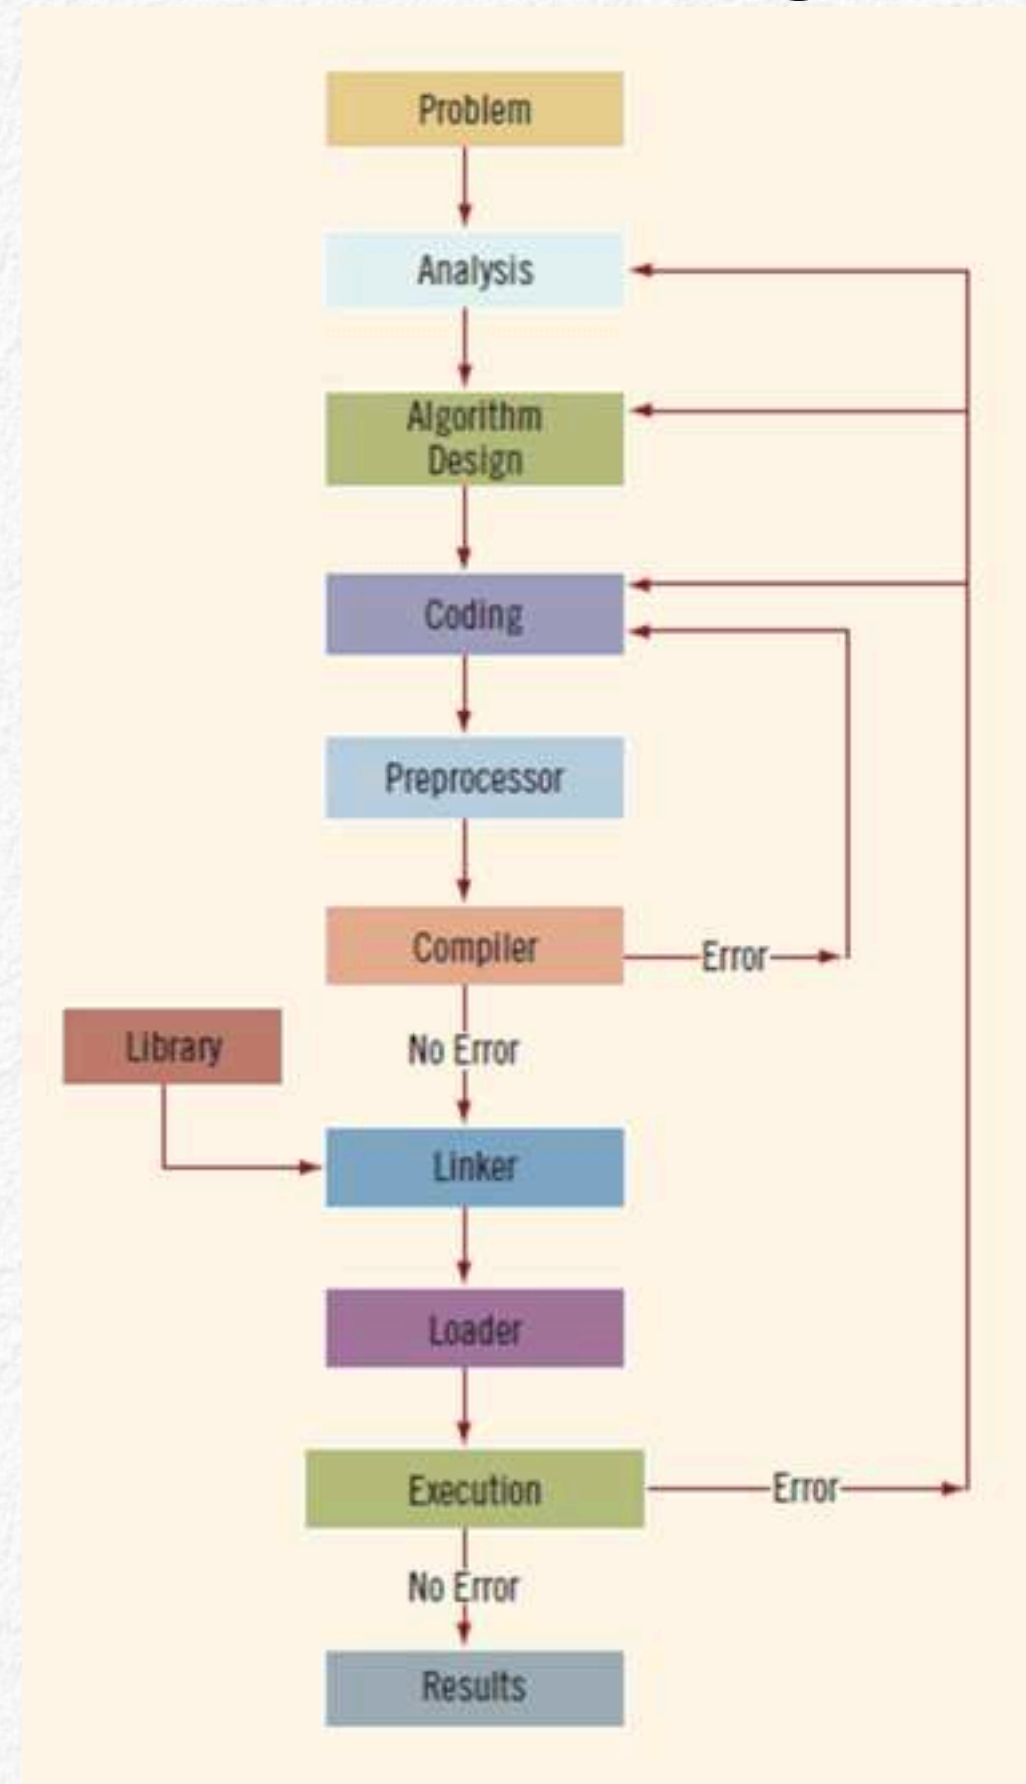 Problem
Analysis
Algorithm
Design
Coding
Preprocessor
Compiler
Error
Library
No Error
Linker
Loader
Execution
Error
No Error
Results